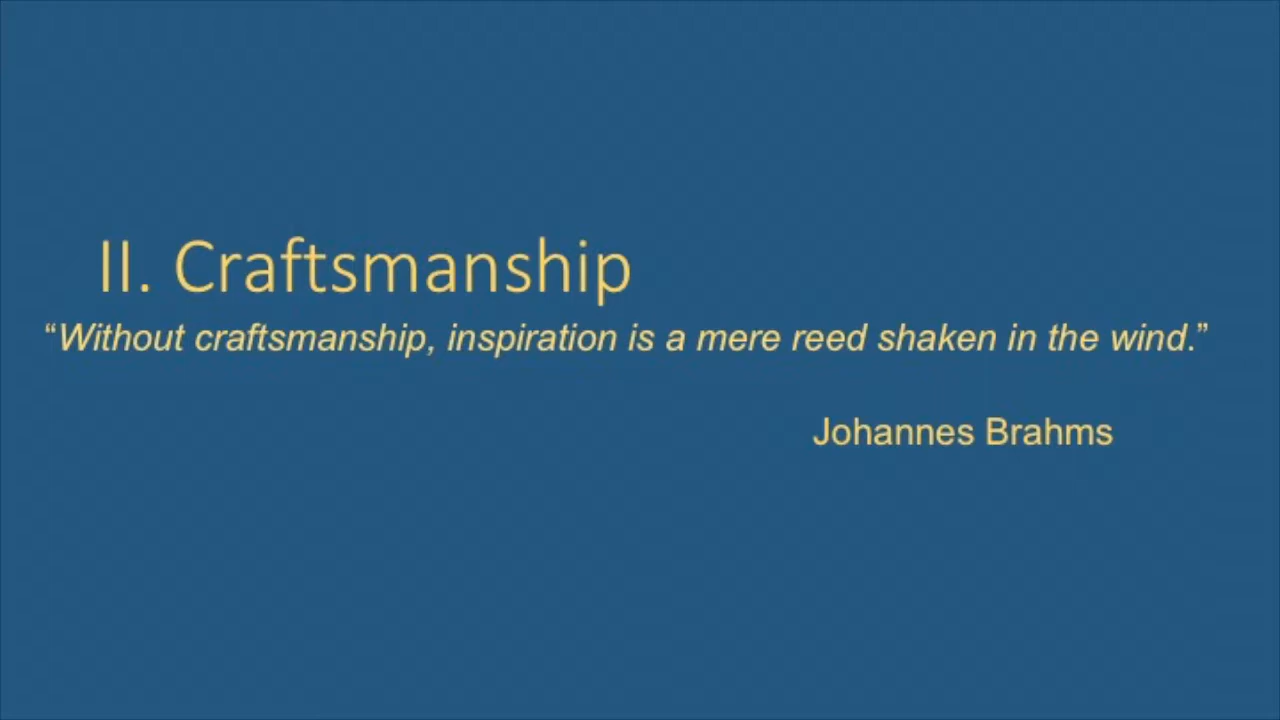 II. Craftsmanship
“Without craftsmanship, inspiration is a mere reed shaken in the wind.”
Johannes Brahms